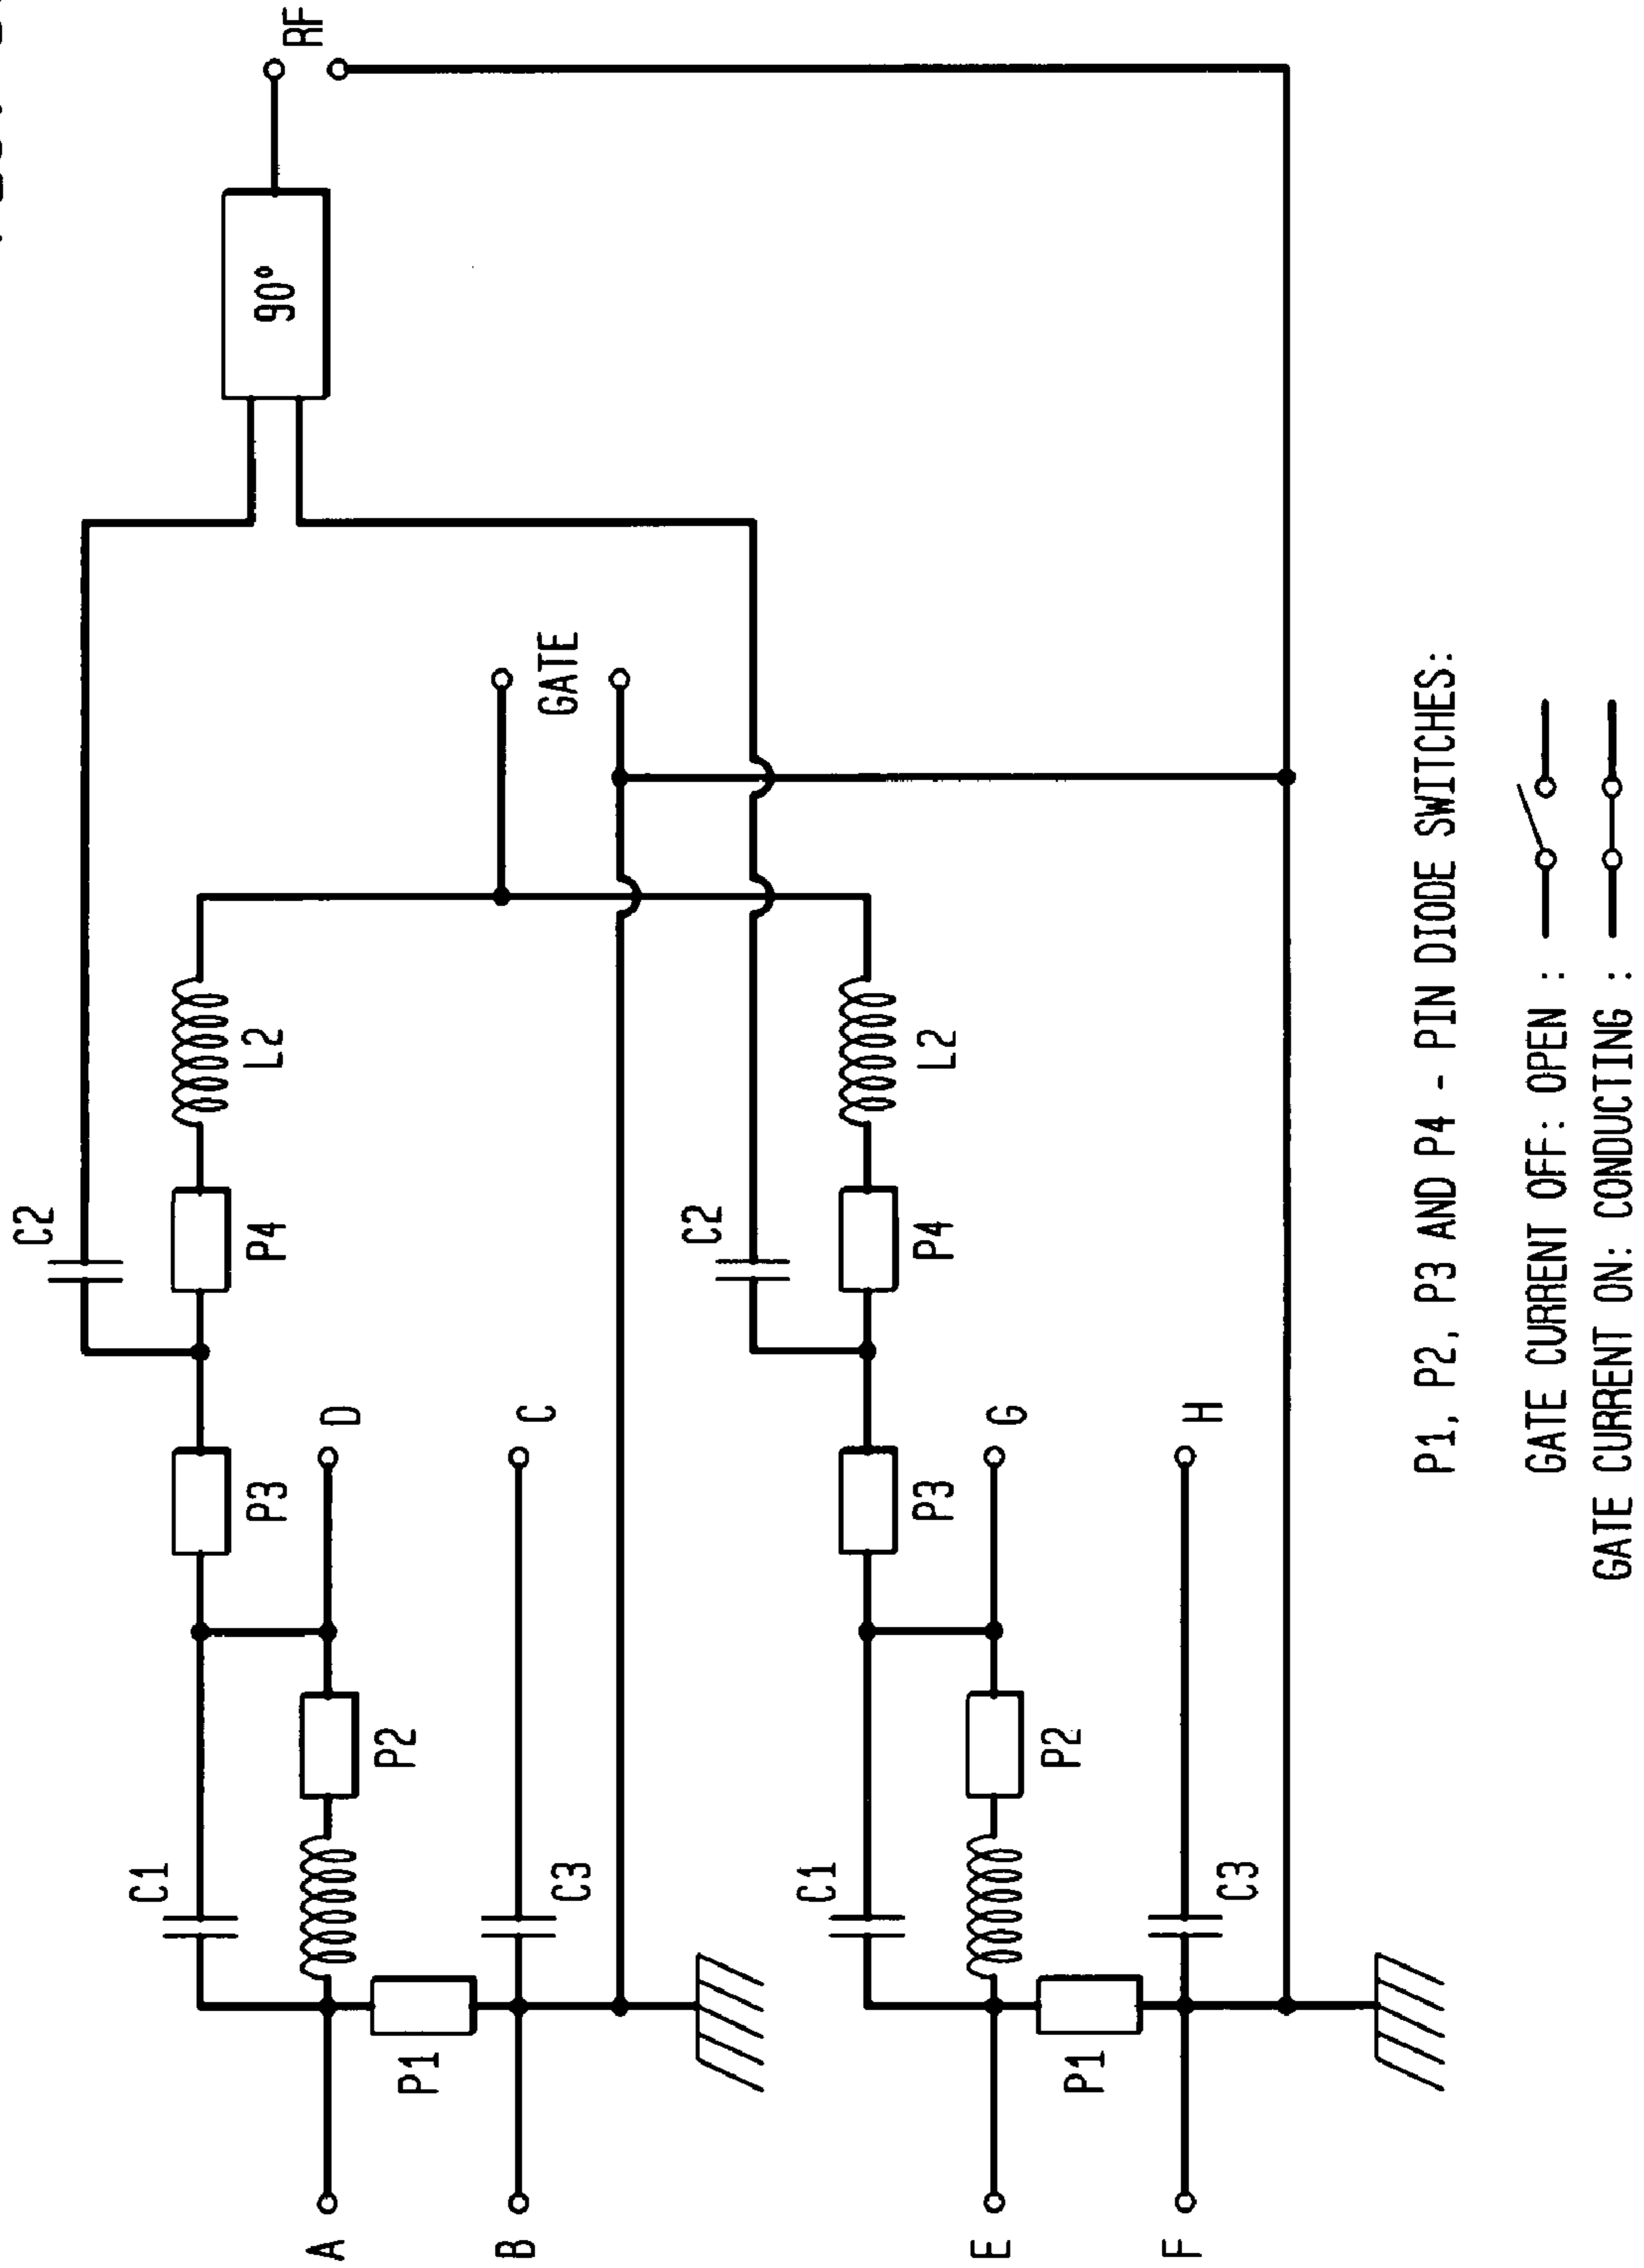 C2
C1
P3
P4
L2
90°
RF
A
D
P2
P1
B
C
GATE
C3
C2
C1
P3
P4
L2
E
G
P2
P1
F
H
C3
P1, P2, P3 AND P4 - PIN DIODE SWITCHES:
GATE CURRENT OFF: OPEN :
GATE CURRENT ON: CONDUCTING :